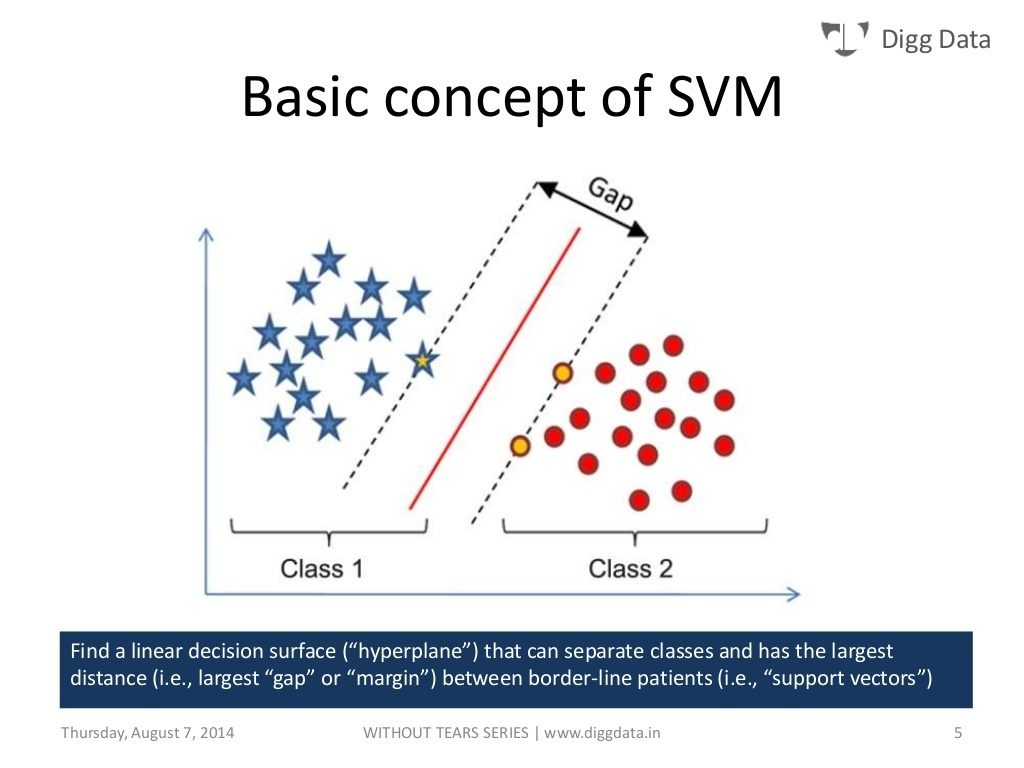 Digg Data
Basic concept of SVM
Gap
Class 1
Class 2
Find a linear decision surface (“hyperplane”) that can separate classes and has the largest
distance (i.e., largest “gap” or “margin”) between border-line patients (i.e., “support vectors”)
Thursday, August 7, 2014
WITHOUT TEARS SERIES | www.diggdata.in
5